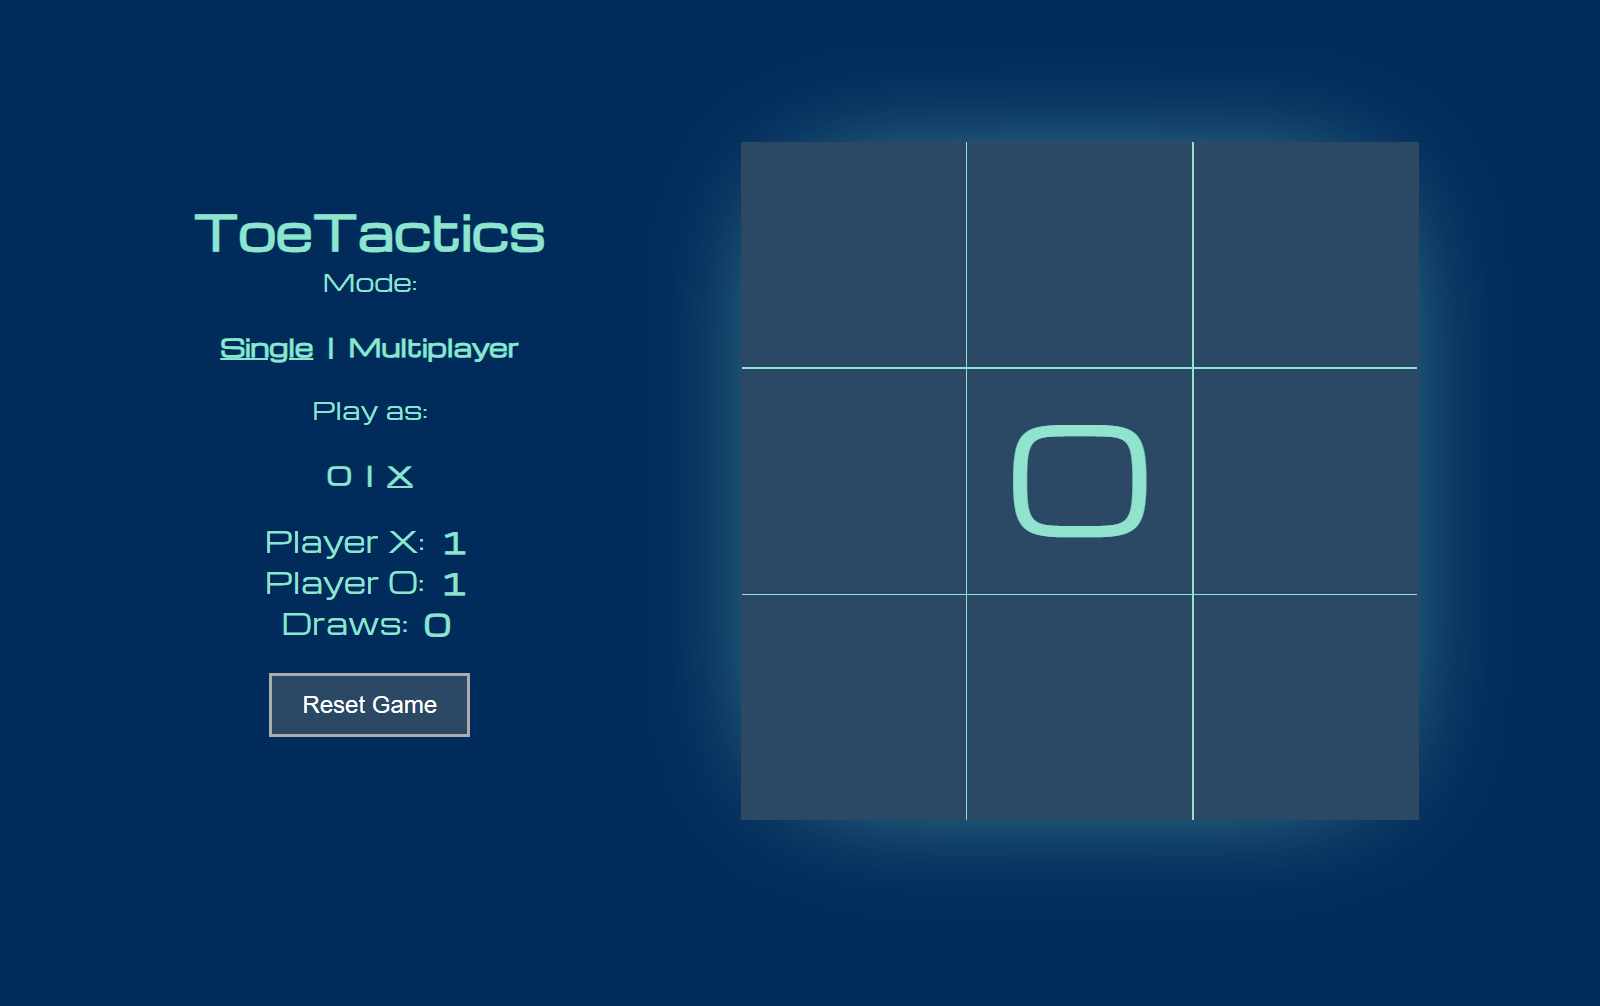 ToeTactics
Mode:
Single | Multiplayer
Play as:
O | X
Player X: 1
Player O: 1
Draws: 0
Reset Game
O